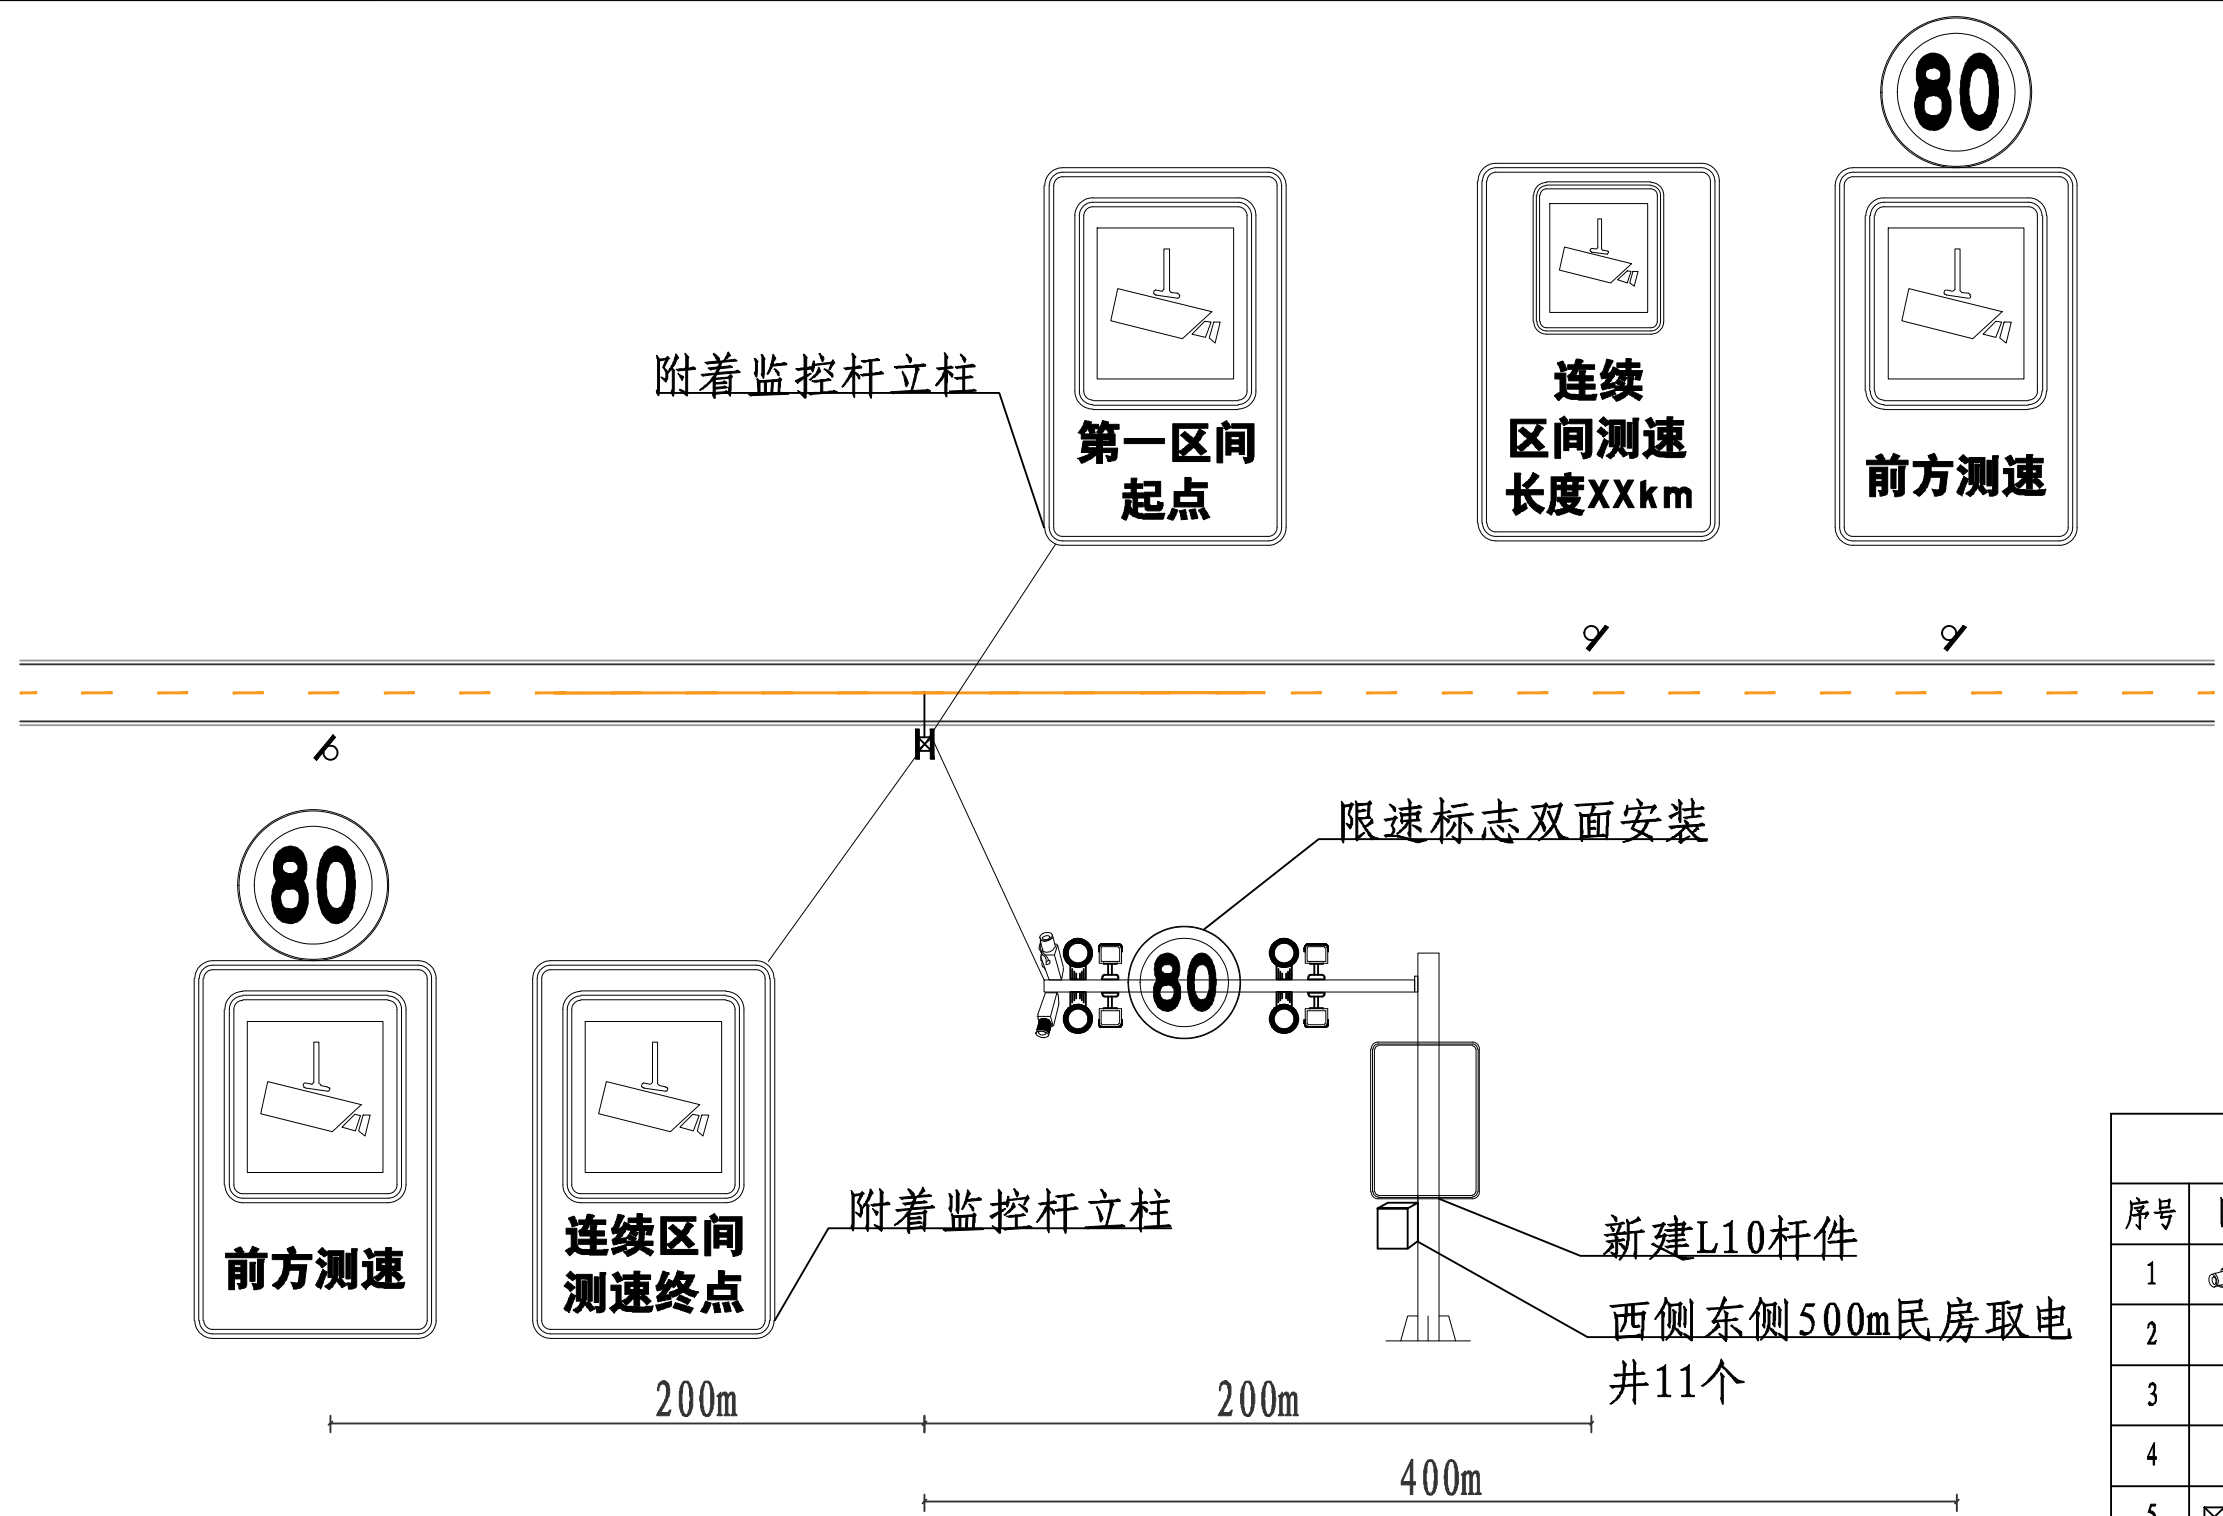 80
附着监控杆立柱
第一区间
起点
连续
区间测速
长度XXkm
前方测速
限速标志双面安装
80
80
前方测速
连续区间
测速终点
附着监控杆立柱
新建L10杆件
西侧东侧500m民房取电
井11个
200m
200m
400m
序号
1
2
3
4
5